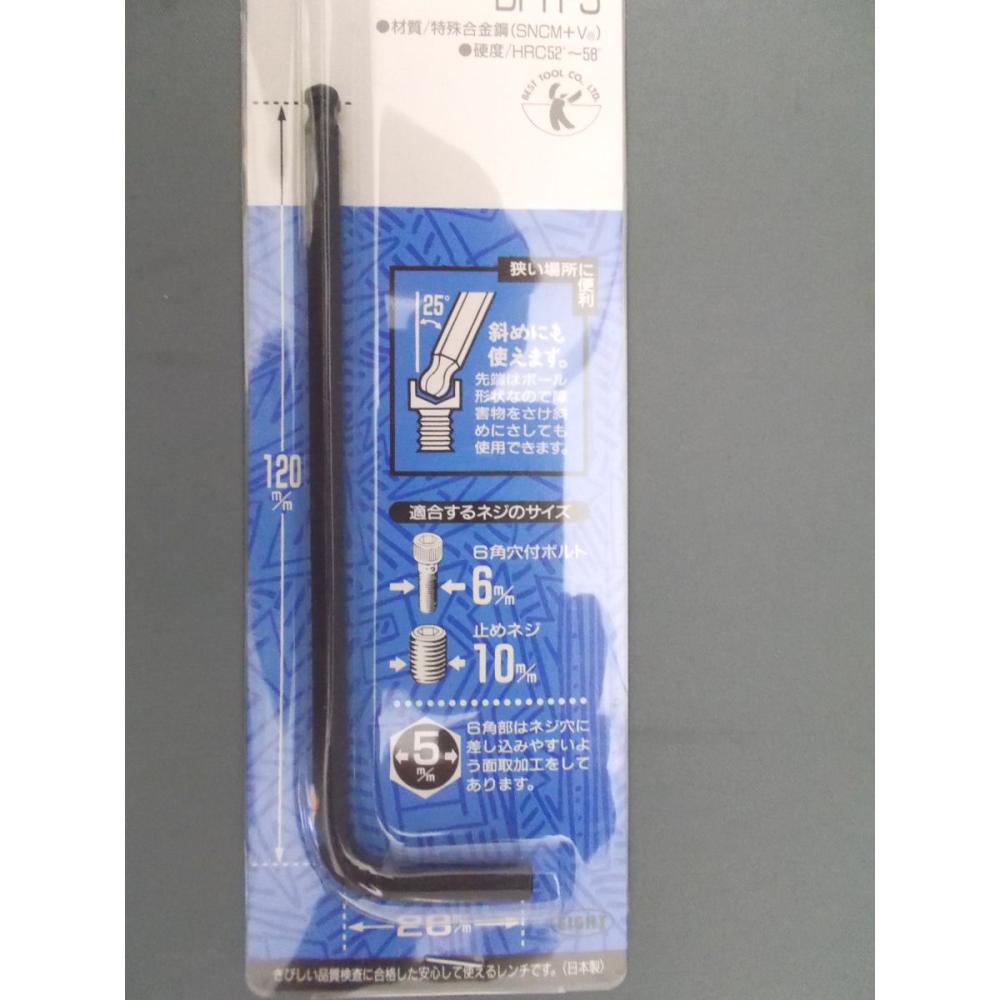 ●材質/特殊合金鋼(SNCM+V®)
●硬度/HRC52°～58°
BEST TOOL CO., LTD.
狭い場所に
便利
25°
斜めにも
使えます。
先端はボール
形状なので障
害物をさけ斜
めにさしても
使用できます。
120
m/m
適合するネジのサイズ
6角穴付ボルト
6m/m
止めネジ
10m/m
5
m/m
6角部はネジ穴に
差し込みやすいよ
う面取加工をして
あります。
28m/m
EIGHT
きびしい品質検査に合格した安心して使えるレンチです。(日本製)